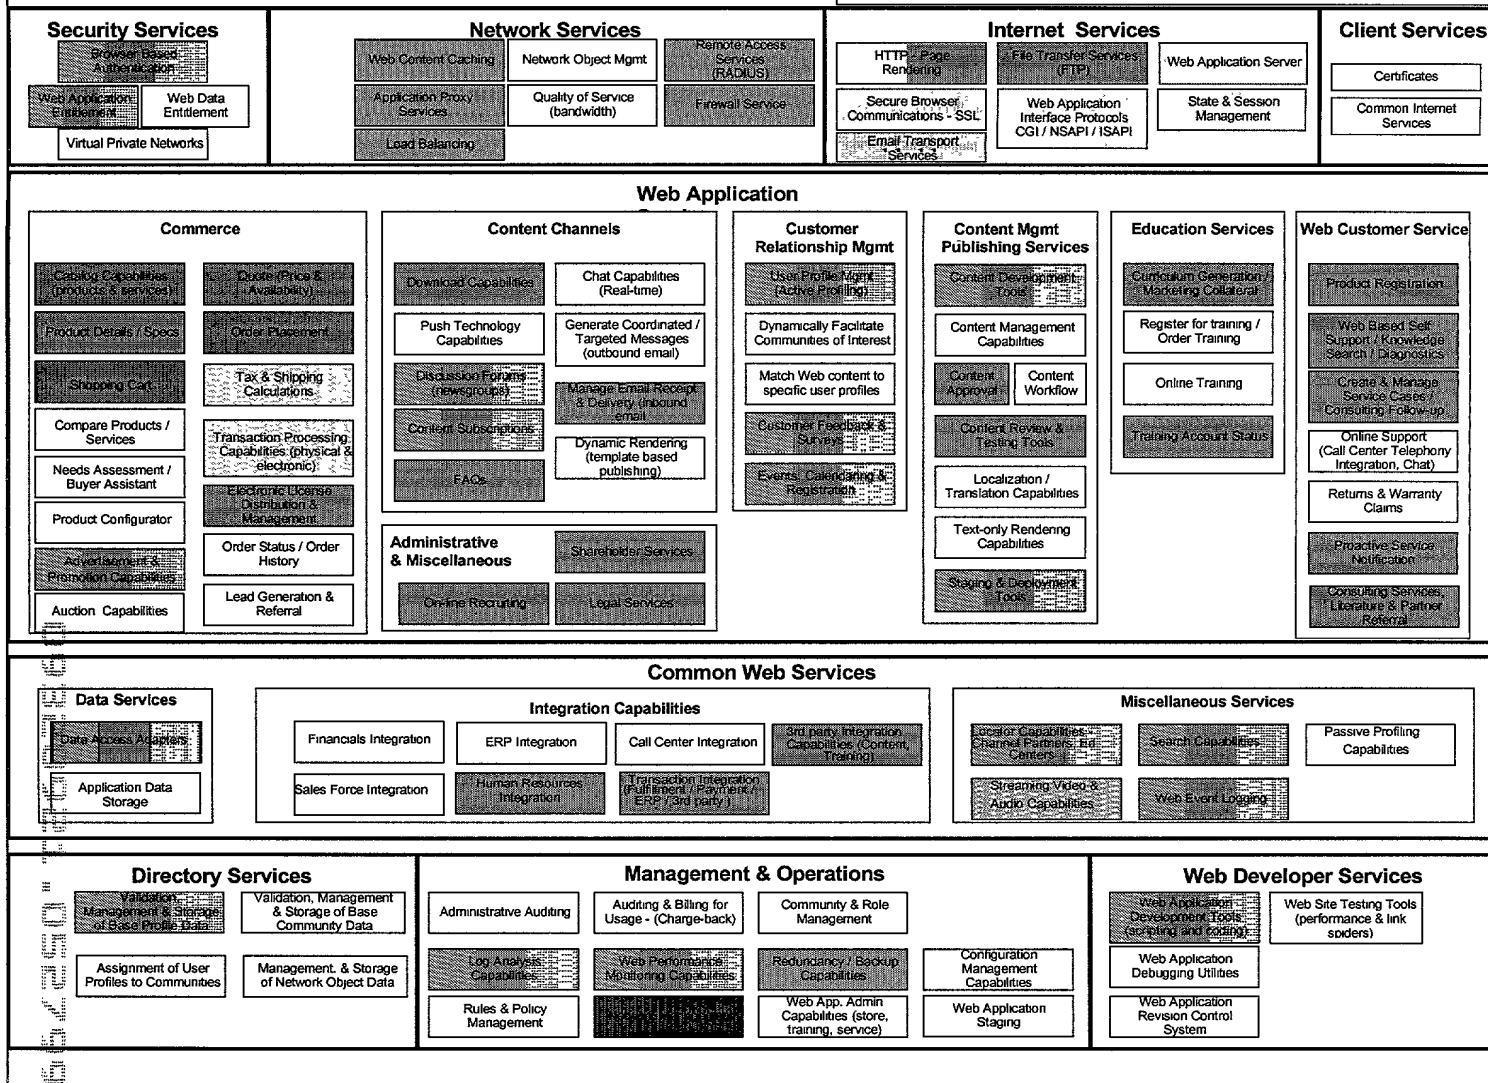 Security Services
Browser Based
Authentication
Web Application
Entitlement
Web Data
Entitlement
Virtual Private Networks
Network Services
Web Content Caching
Network Object Mgmt
Remote Access
Services
(RADIUS)
Application Proxy
Services
Quality of Service
(bandwidth)
Firewall Service
Load Balancing
Internet Services
HTTP - Page
Rendering
File Transfer Services
(FTP)
Web Application Server
Secure Browser
Communications - SSL
Web Application
Interface Protocols
CGI / NSAPI / ISAPI
State & Session
Management
Email Transport
Services
Client Services
Certificates
Common Internet
Services
Web Application
Commerce
Catalog Capabilities
(products & services)
Quote (Price &
Availability)
Product Details / Specs
Order Placement
Shopping Cart
Tax & Shipping
Calculations
Compare Products /
Services
Transaction Processing
Capabilities (physical &
electronic)
Needs Assessment /
Buyer Assistant
Electronic License
Distribution &
Management
Product Configurator
Order Status / Order
History
Advertisement &
Promotion Capabilities
Lead Generation &
Referral
Auction Capabilities
Content Channels
Download Capabilities
Chat Capabilities
(Real-time)
Push Technology
Capabilities
Generate Coordinated /
Targeted Messages
(outbound email)
Discussion Forums
(newsgroups)
Manage Email Receipt
& Delivery (inbound
email
Content Subscriptions
Dynamic Rendering
(template based
publishing)
FAQs
Administrative
& Miscellaneous
Shareholder Services
On-line Recruiting
Legal Services
Customer
Relationship Mgmt
User Profile Mgmt
(Active Profiling)
Dynamically Facilitate
Communities of Interest
Match Web content to
specific user profiles
Customer Feedback &
Surveys
Events, Calendaring &
Registration
Content Mgmt
Publishing Services
Content Development
Tools
Content Management
Capabilities
Content
Approval
Content
Workflow
Content Review &
Testing Tools
Localization /
Translation Capabilities
Text-only Rendering
Capabilities
Staging & Deployment
Tools
Education Services
Curriculum Generation /
Marketing Collateral
Register for training /
Order Training
Online Training
Training Account Status
Web Customer Service
Product Registration
Web Based Self
Support / Knowledge
Search / Diagnostics
Create & Manage
Service Cases /
Consulting Follow-up
Online Support
(Call Center Telephony
Integration, Chat)
Returns & Warranty
Claims
Proactive Service
Notification
Consulting Services,
Literature & Partner
Referral
Common Web Services
Data Services
Data Access Adapters
Application Data
Storage
Integration Capabilities
Financials Integration
ERP Integration
Call Center Integration
3rd party Integration
Capabilities (Content,
Training)
Sales Force Integration
Human Resources
Integration
Transaction Integration
(Fulfillment / Payment /
ERP / 3rd party )
Miscellaneous Services
Locator Capabilities -
Channel Partners, Ed
Centers
Search Capabilities
Passive Profiling
Capabilities
Streaming Video &
Audio Capabilities
Web Event Logging
Directory Services
Validation,
Management & Storage
of Base Profile Data
Validation, Management
& Storage of Base
Community Data
Assignment of User
Profiles to Communities
Management. & Storage
of Network Object Data
Management & Operations
Administrative Auditing
Auditing & Billing for
Usage - (Charge-back)
Community & Role
Management
Log Analysis
Capabilities
Web Performance
Monitoring Capabilities
Redundancy / Backup
Capabilities
Configuration
Management
Capabilities
Rules & Policy
Management
Web App. Admin
Capabilities (store,
training, service)
Web Application
Staging
Web Developer Services
Web Application
Development Tools
(scripting and coding)
Web Site Testing Tools
(performance & link
spiders)
Web Application
Debugging Utilities
Web Application
Revision Control
System